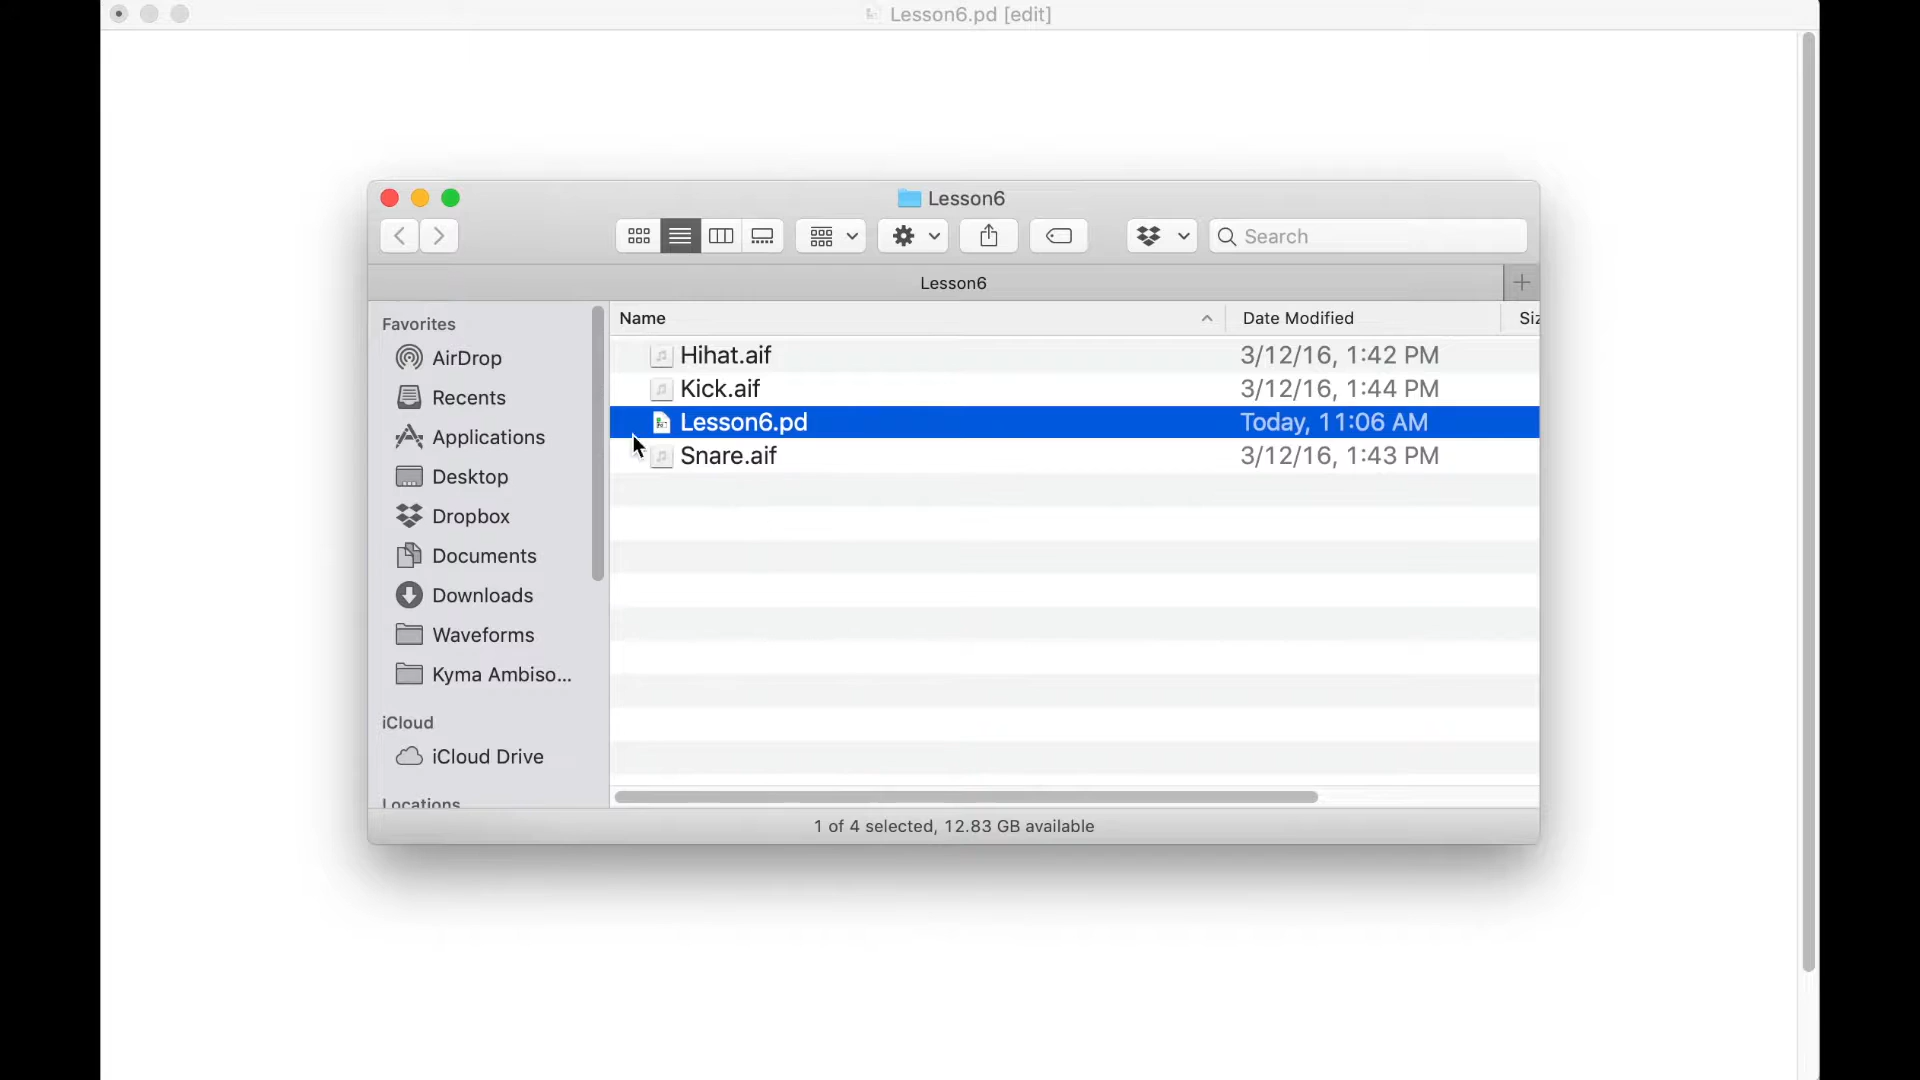 Lesson6.pd [edit]
Lesson6
Search
Lesson6
Favorites
AirDrop
Recents
Applications
Desktop
Dropbox
Documents
Downloads
Waveforms
Kyma Ambiso...
iCloud
iCloud Drive
Locations
Name Date Modified Siz
Hihat.aif 3/12/16, 1:42 PM
Kick.aif 3/12/16, 1:44 PM
Lesson6.pd Today, 11:06 AM
Snare.aif 3/12/16, 1:43 PM
1 of 4 selected, 12.83 GB available